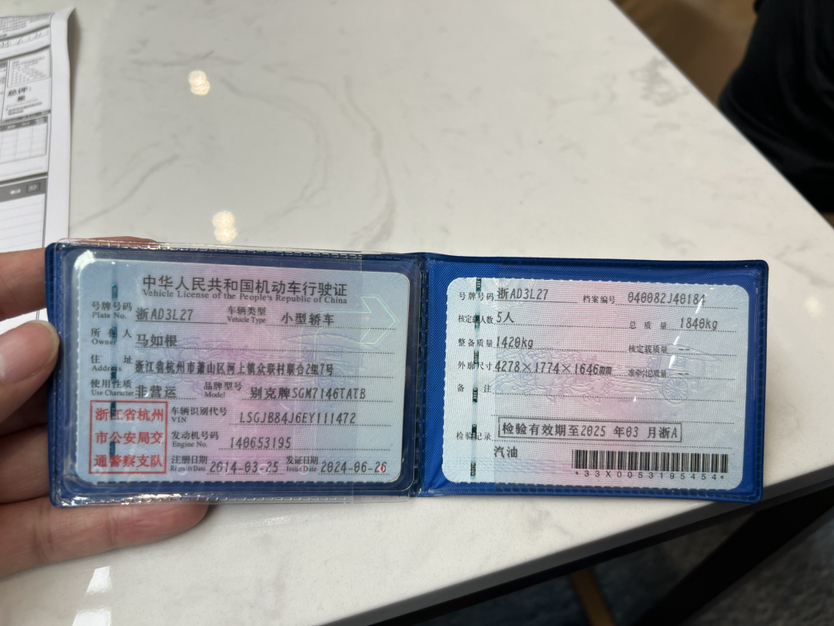 中华人民共和国机动车行驶证
Vehicle License of the People's Republic of China
号牌号码 浙AD3L27 车辆类型 小型轿车
Plate No. Vehicle Type
所有人 马如根
Owner
住址 浙江省杭州市萧山区河上镇众联村联合2组7号
Address
使用性质 非营运 品牌型号 别克牌SGM7146TATB
Use Character Model
浙江省杭州
市公安局交
通警察支队
车辆识别代号 LSGJB84J6EY111472
VIN
发动机号码 140653195
Engine No.
注册日期 2014-03-25 发证日期 2024-06-26
Register Date Issue Date
号牌号码 浙AD3L27 档案编号 040082J40184
核定载人数 5人 总质量 1840kg
整备质量 1420kg 核定载质量 --
外廓尺寸 4278×1774×1646mm 准牵引总质量 --
备注
检验记录 检验有效期至2025年03月浙A
汽油
*33X0053195454*